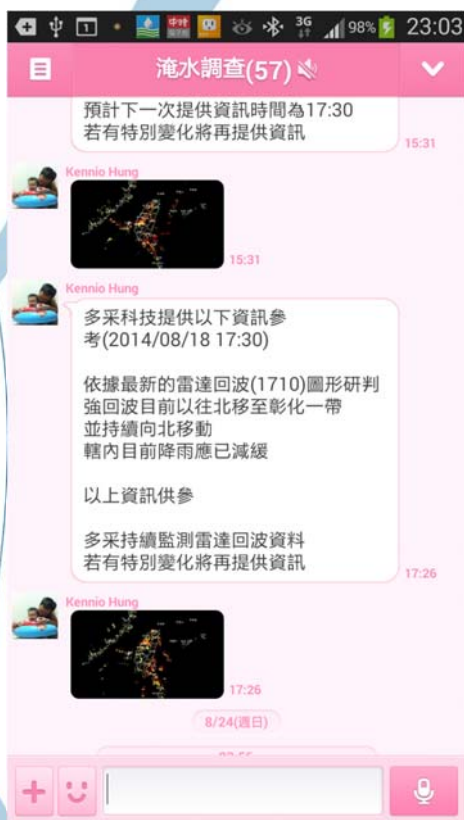 1
中時
電子報
3G
98%
23:03
淹水調查(57)
預計下一次提供資訊時間為17:30
若有特別變化將再提供資訊
15:31
Kennio Hung
15:31
Kennio Hung
多采科技提供以下資訊參
考(2014/08/18 17:30)
依據最新的雷達回波(1710)圖形研判
強回波目前以往北移至彰化一帶
並持續向北移動
轄內目前降雨應已減緩
以上資訊供參
多采持續監測雷達回波資料
若有特別變化將再提供資訊
17:26
Kennio Hung
17:26
8/24(週日)